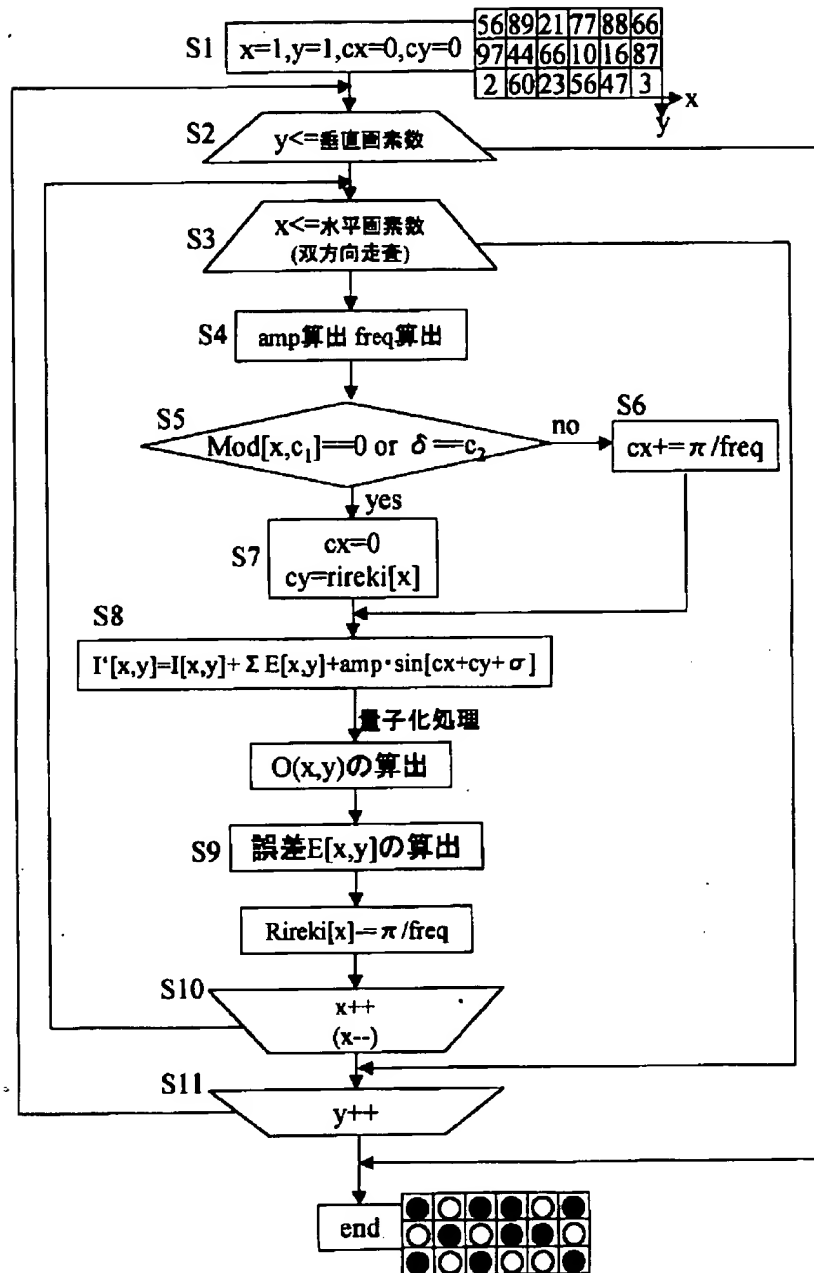 S1
x=1,y=1,cx=0,cy=0
56 89 21 77 88 66
97 44 66 10 16 87
2 60 23 56 47 3
x
y
S2
y<=垂直画素数
S3
x<=水平画素数
(双方向走査)
S4
amp算出 freq算出
S5
Mod[x,c₁]==0 or δ==c₂
no
S6
cx+=π/freq
yes
S7
cx=0
cy=rireki[x]
S8
I‘[x,y]=I[x,y]+ΣE[x,y]+amp・sin[cx+cy+σ]
量子化処理
O(x,y)の算出
S9
誤差E[x,y]の算出
Rireki[x]-=π/freq
S10
x++
(x--)
S11
y++
end